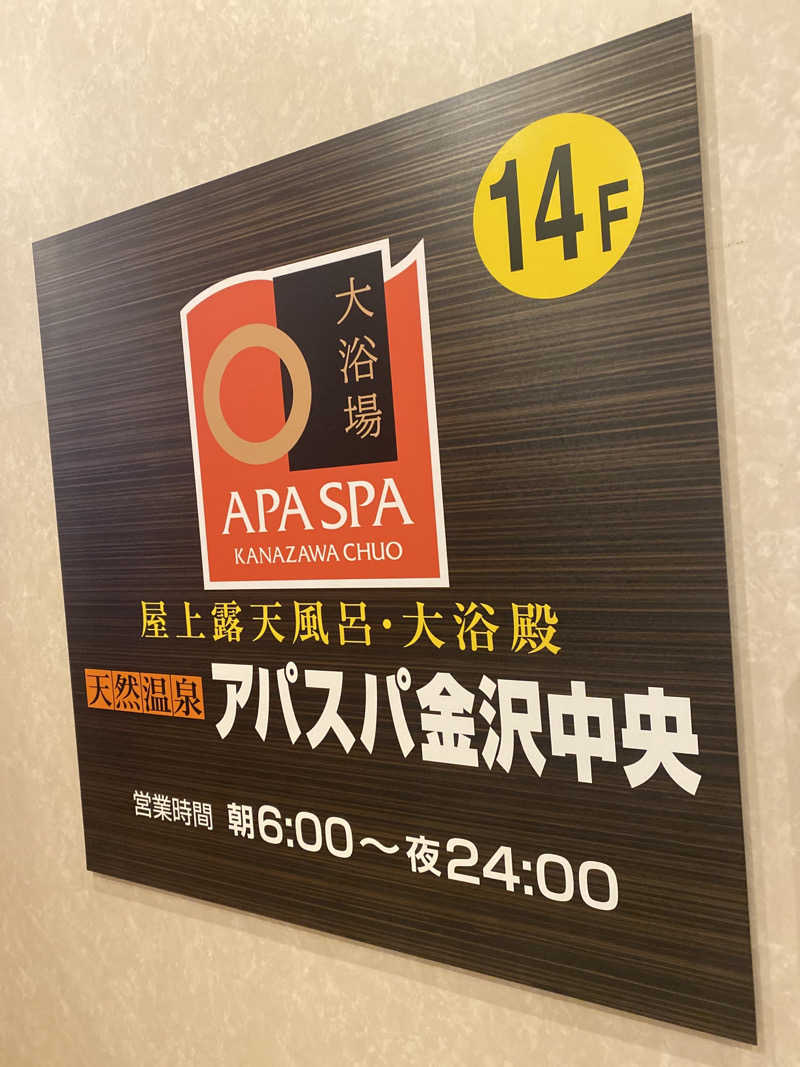 14F
大浴場
APA SPA
KANAZAWA CHUO
屋上露天風呂・大浴殿
天然温泉 アパスパ金沢中央
営業時間 朝6:00〜夜24:00